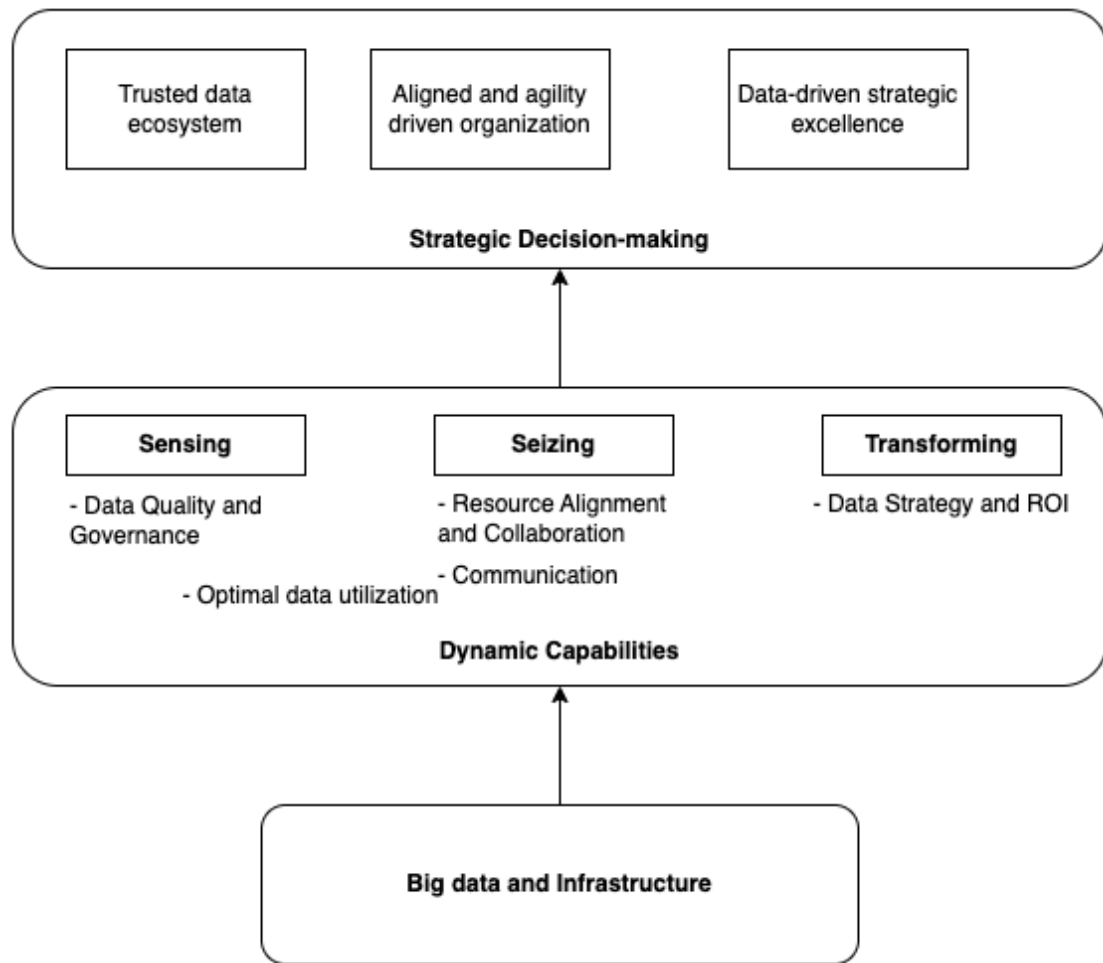 Trusted data
ecosystem
Aligned and agility
driven organization
Data-driven strategic
excellence
Strategic Decision-making
Sensing
Seizing
Transforming
- Data Quality and
Governance
- Resource Alignment
and Collaboration
- Data Strategy and ROI
- Communication
- Optimal data utilization
Dynamic Capabilities
Big data and Infrastructure